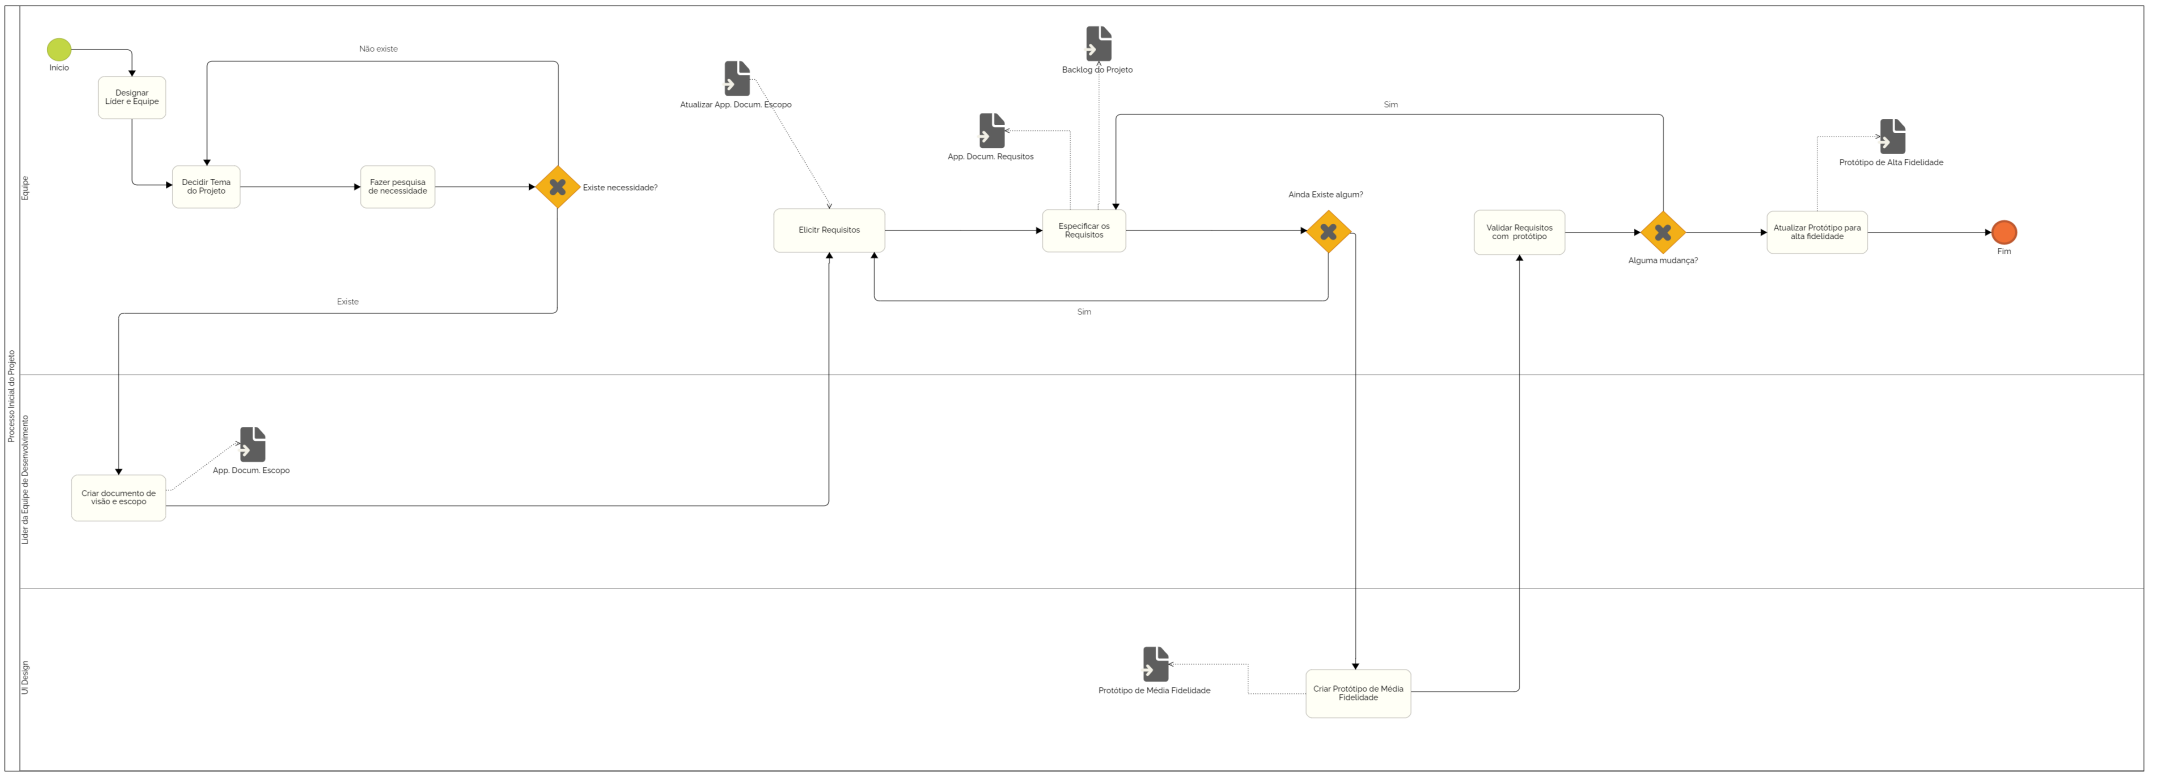 Processo Inicial do Projeto
Equipe
Início
Designar
Líder e Equipe
Não existe
Decidir Tema
do Projeto
Fazer pesquisa
de necessidade
Existe necessidade?
Existe
Atualizar App. Docum. Escopo
Elicitr Requisitos
App. Docum. Requsitos
Backlog do Projeto
Especificar os
Requisitos
Sim
Ainda Existe algum?
Sim
Validar Requisitos
com protótipo
Alguma mudança?
Protótipo de Alta Fidelidade
Atualizar Protótipo para
alta fidelidade
Fim
Líder da Equipe de Desenvolvimento
App. Docum. Escopo
Criar documento de
visão e escopo
UI Design
Protótipo de Média Fidelidade
Criar Protótipo de Média
Fidelidade